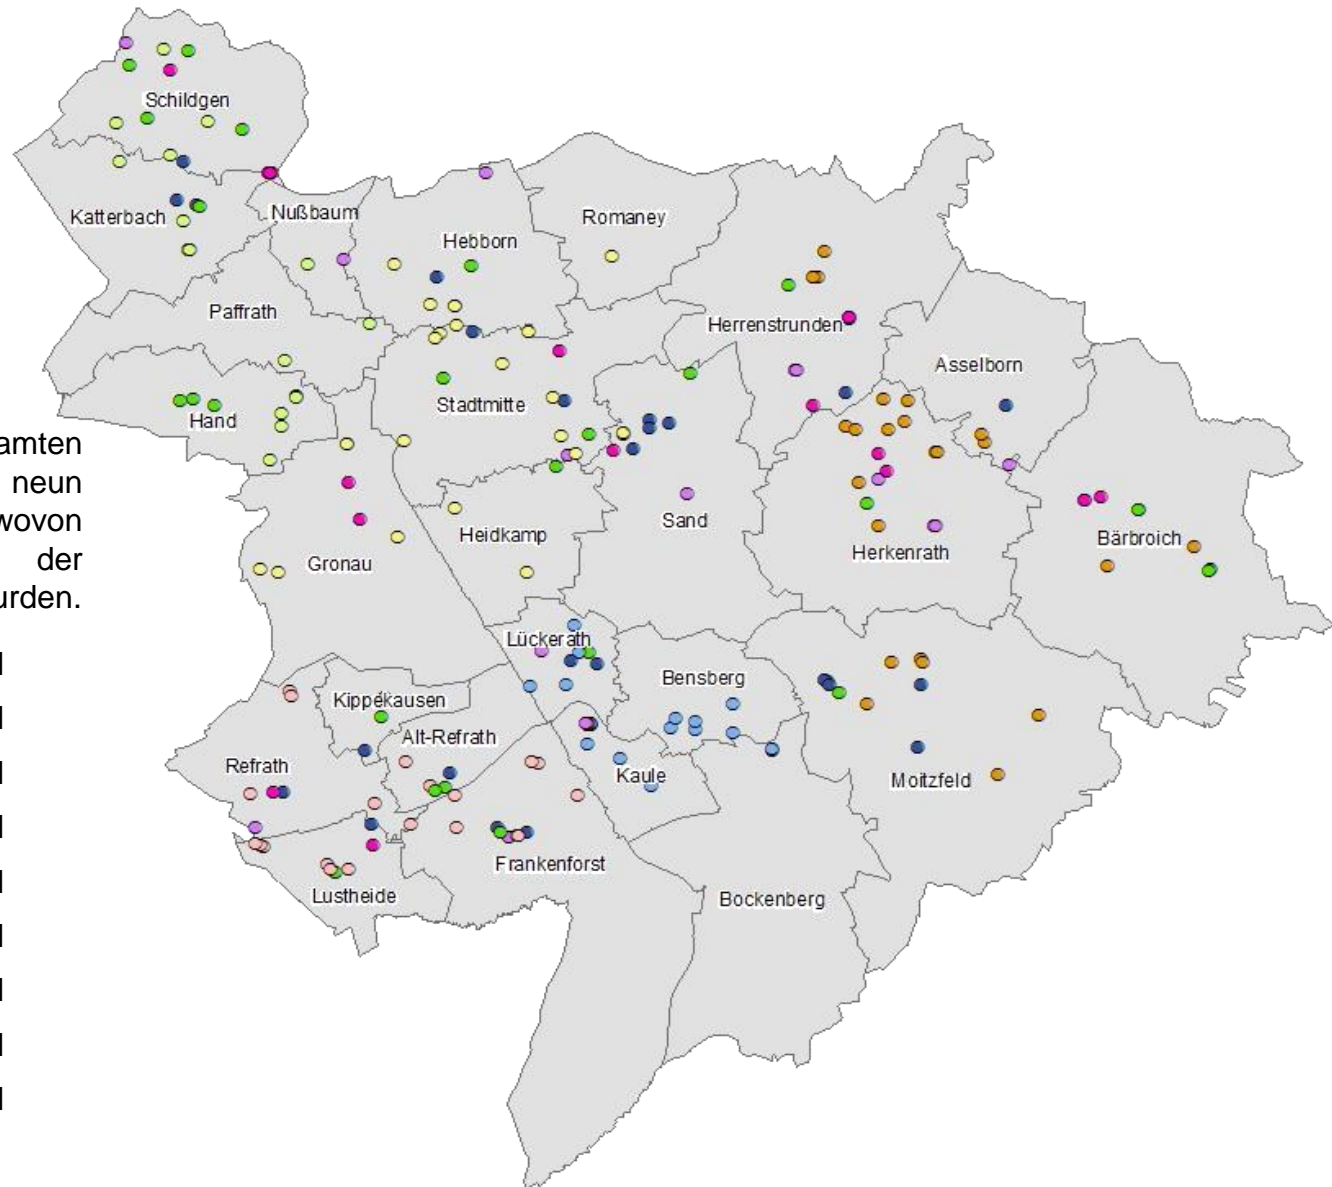 Schildgen
Katterbach
Nußbaum
Hebborn
Romaney
Paffrath
Herrenstrunden
Asselborn
Hand
Stadtmitte
amten
neun
wovon
der
urden.
Sand
Heidkamp
Gronau
Herkenrath
Bärbroich
Lückerath
Bensberg
Kippekausen
Alt-Refrath
Refrath
Kaule
Moitzfeld
Frankenforst
Lustheide
Bockenberg